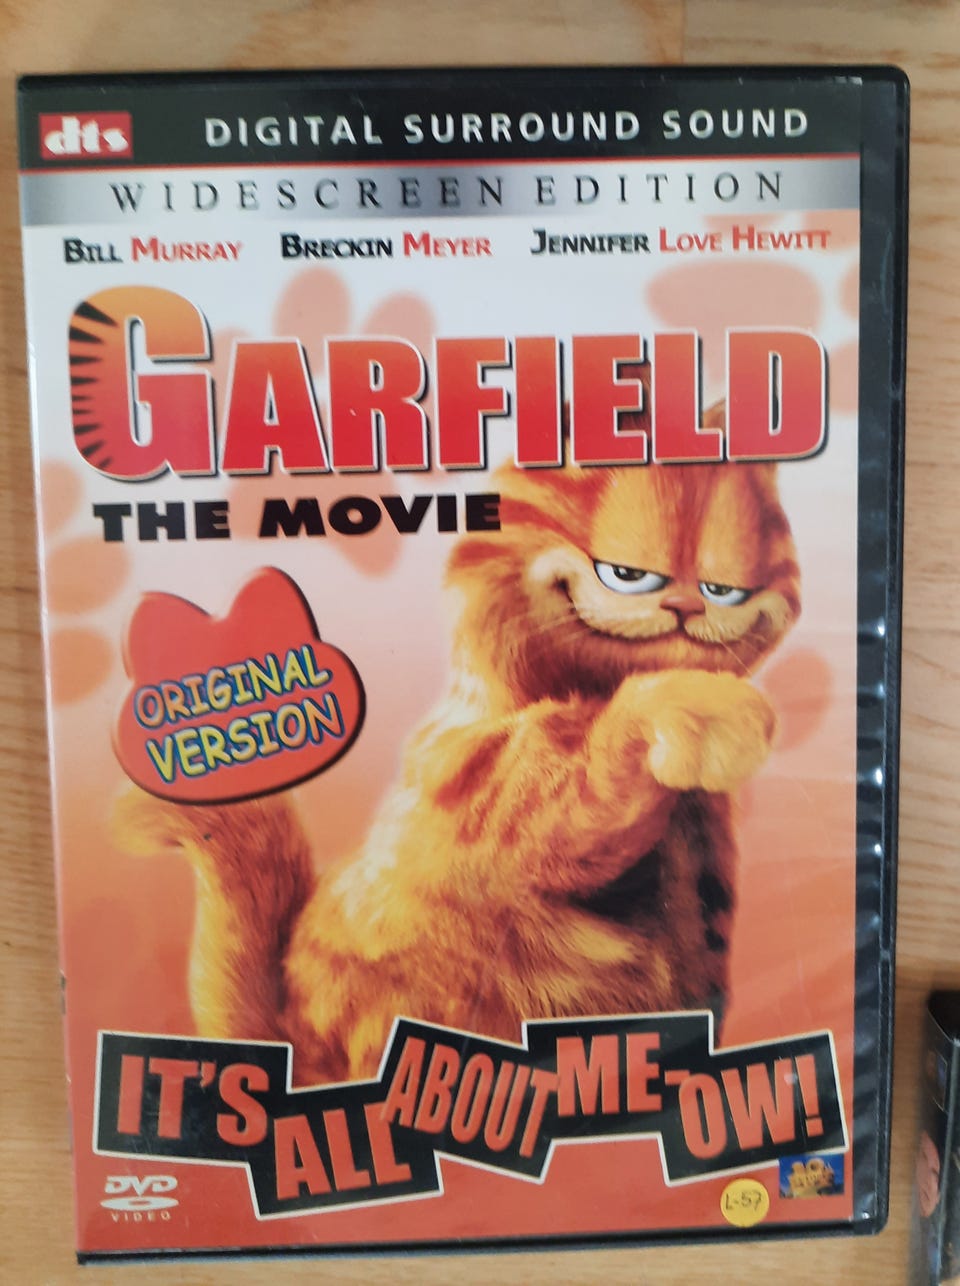 dts DIGITAL SURROUND SOUND
WIDESCREEN EDITION
BILL MURRAY BRECKIN MEYER JENNIFER LOVE HEWITT
GARFIELD
THE MOVIE
ORIGINAL
VERSION
IT'S ALL ABOUT ME-OW!
DVD
VIDEO
L-57